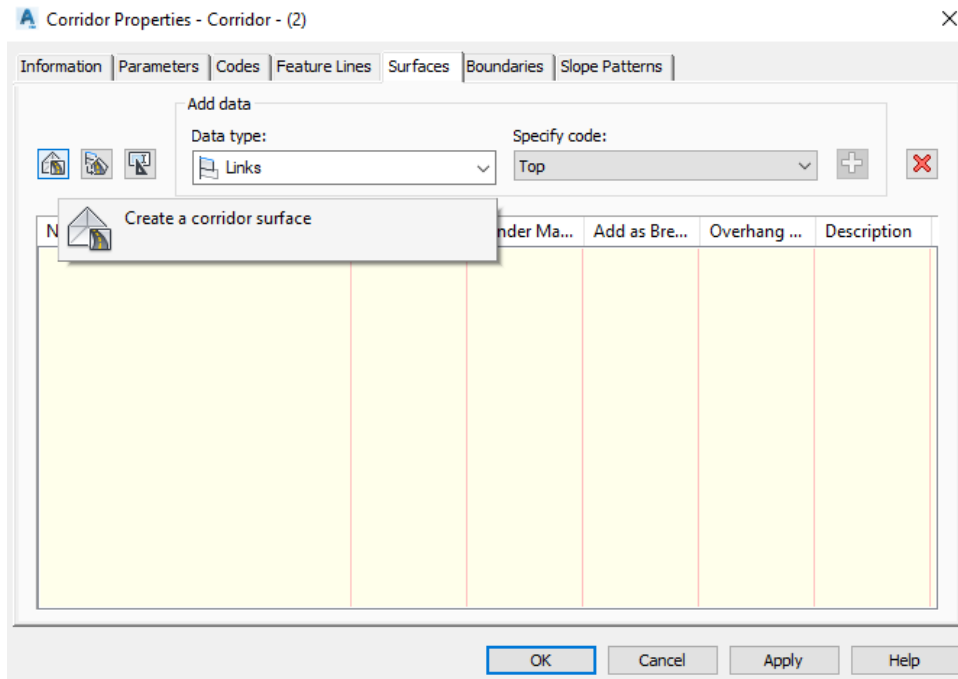 Corridor Properties - Corridor - (2)
Information Parameters Codes Feature Lines Surfaces Boundaries Slope Patterns
Add data
Data type: Specify code:
Links Top
Create a corridor surface
N nder Ma... Add as Bre... Overhang ... Description
OK Cancel Apply Help